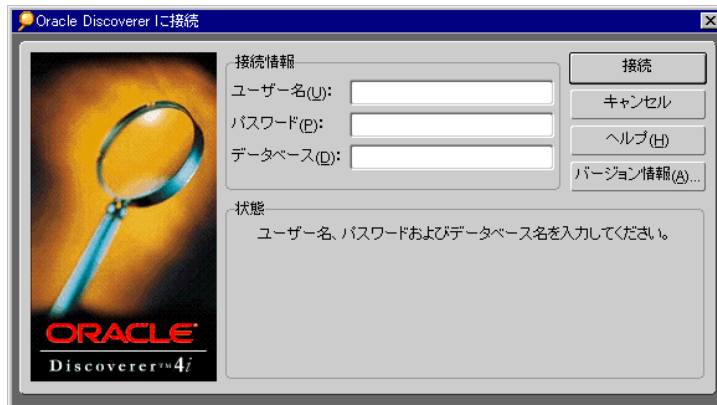 Oracle Discoverer に接続
接続情報
ユーザー名(U):
パスワード(P):
データベース(D):
接続
キャンセル
ヘルプ(H)
バージョン情報(A)...
状態
ユーザー名、パスワードおよびデータベース名を入力してください。
ORACLE
Discoverer™4i